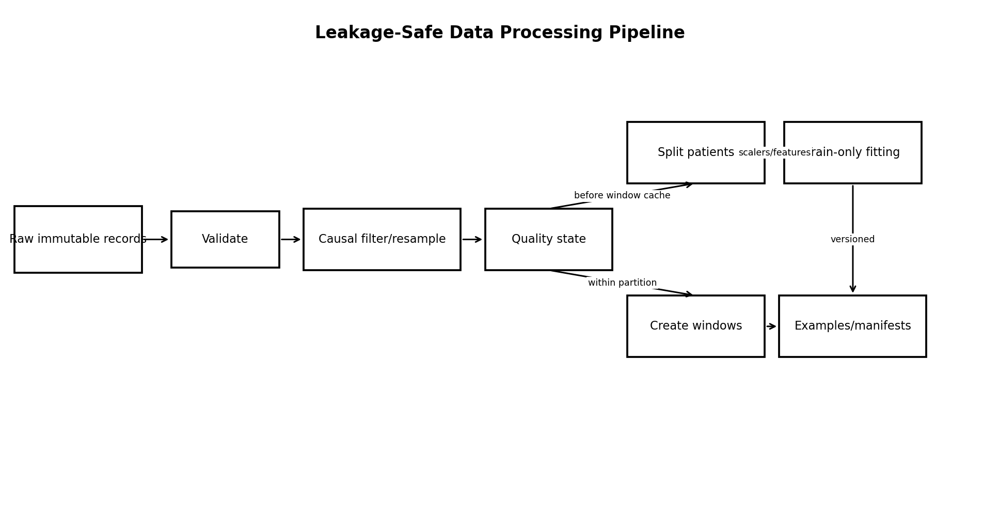 Leakage-Safe Data Processing Pipeline
Split patients
scalers/features
rain-only fitting
before window cache
Raw immutable records
Validate
Causal filter/resample
Quality state
versioned
within partition
Create windows
Examples/manifests